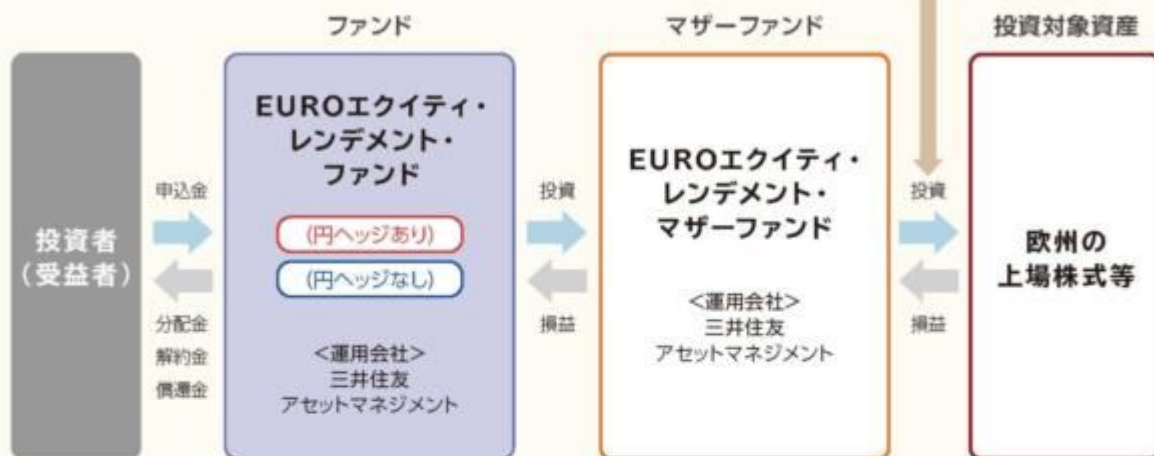 ファンド
マザーファンド
投資対象資産
投資者
(受益者)
申込金
分配金
解約金
償還金
EUROエクイティ・
レンデメント・
ファンド
(円ヘッジあり)
(円ヘッジなし)
<運用会社>
三井住友
アセットマネジメント
投資
損益
EUROエクイティ・
レンデメント・
マザーファンド
<運用会社>
三井住友
アセットマネジメント
投資
損益
欧州の
上場株式等